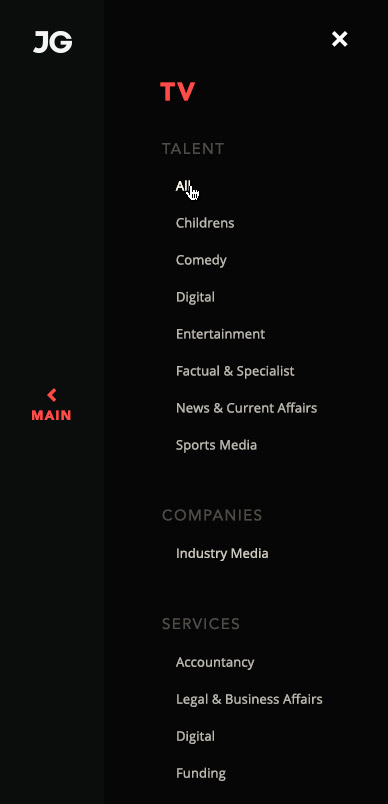 JG
TV
TALENT
All
Childrens
Comedy
Digital
Entertainment
Factual & Specialist
News & Current Affairs
Sports Media
MAIN
COMPANIES
Industry Media
SERVICES
Accountancy
Legal & Business Affairs
Digital
Funding